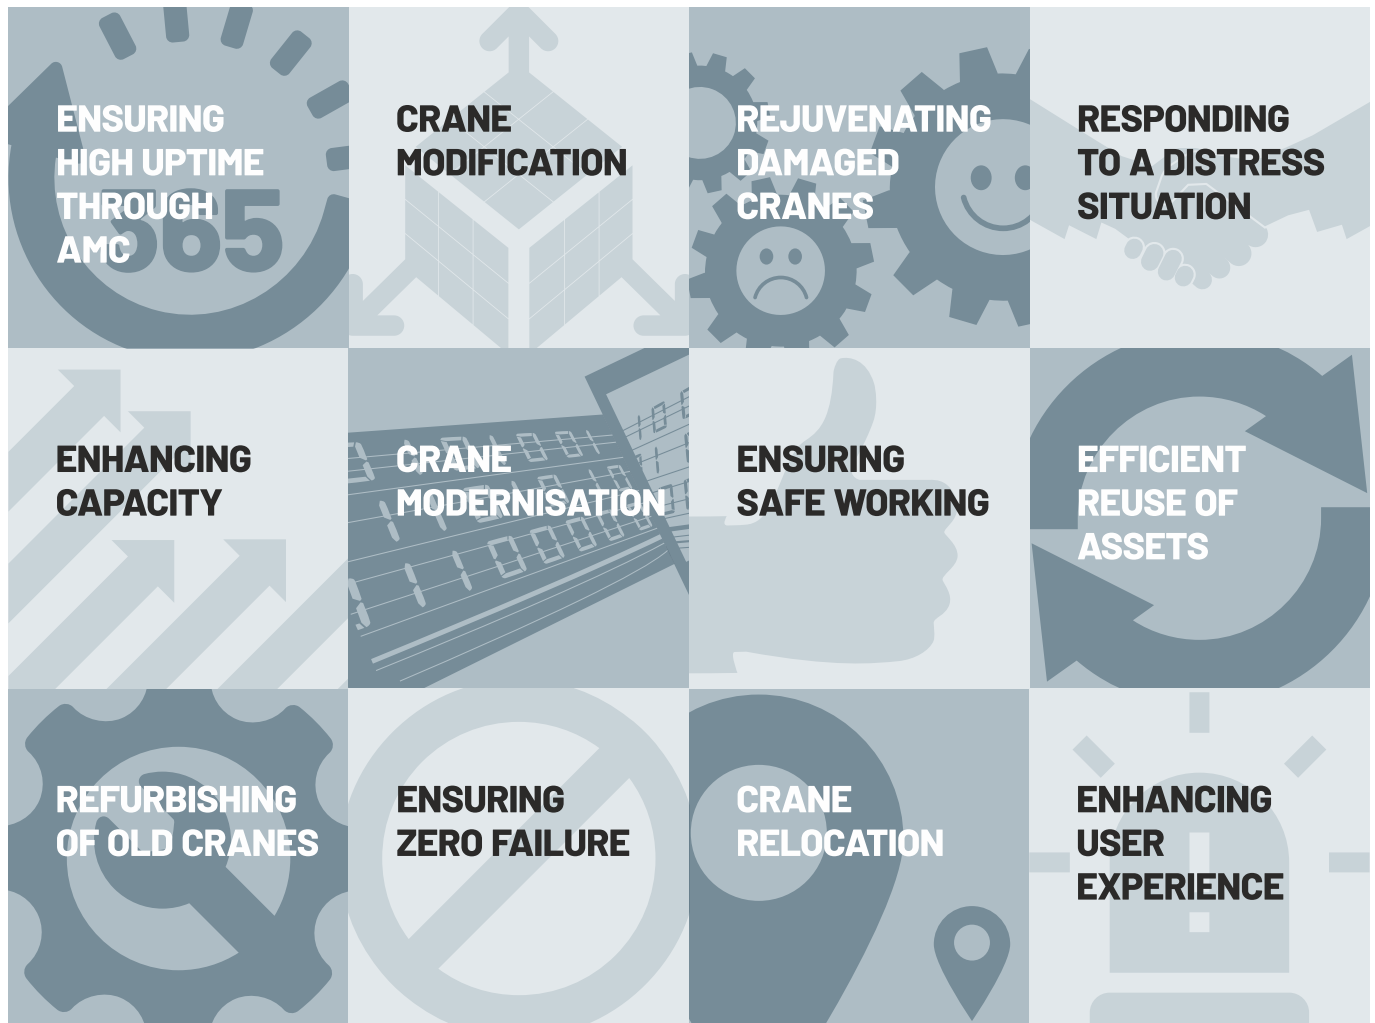 ENSURING
HIGH UPTIME
THROUGH
AMC
365
CRANE
MODIFICATION
REJUVENATING
DAMAGED
CRANES
RESPONDING
TO A DISTRESS
SITUATION
ENHANCING
CAPACITY
CRANE
MODERNISATION
ENSURING
SAFE WORKING
EFFICIENT
REUSE OF
ASSETS
REFURBISHING
OF OLD CRANES
ENSURING
ZERO FAILURE
CRANE
RELOCATION
ENHANCING
USER
EXPERIENCE